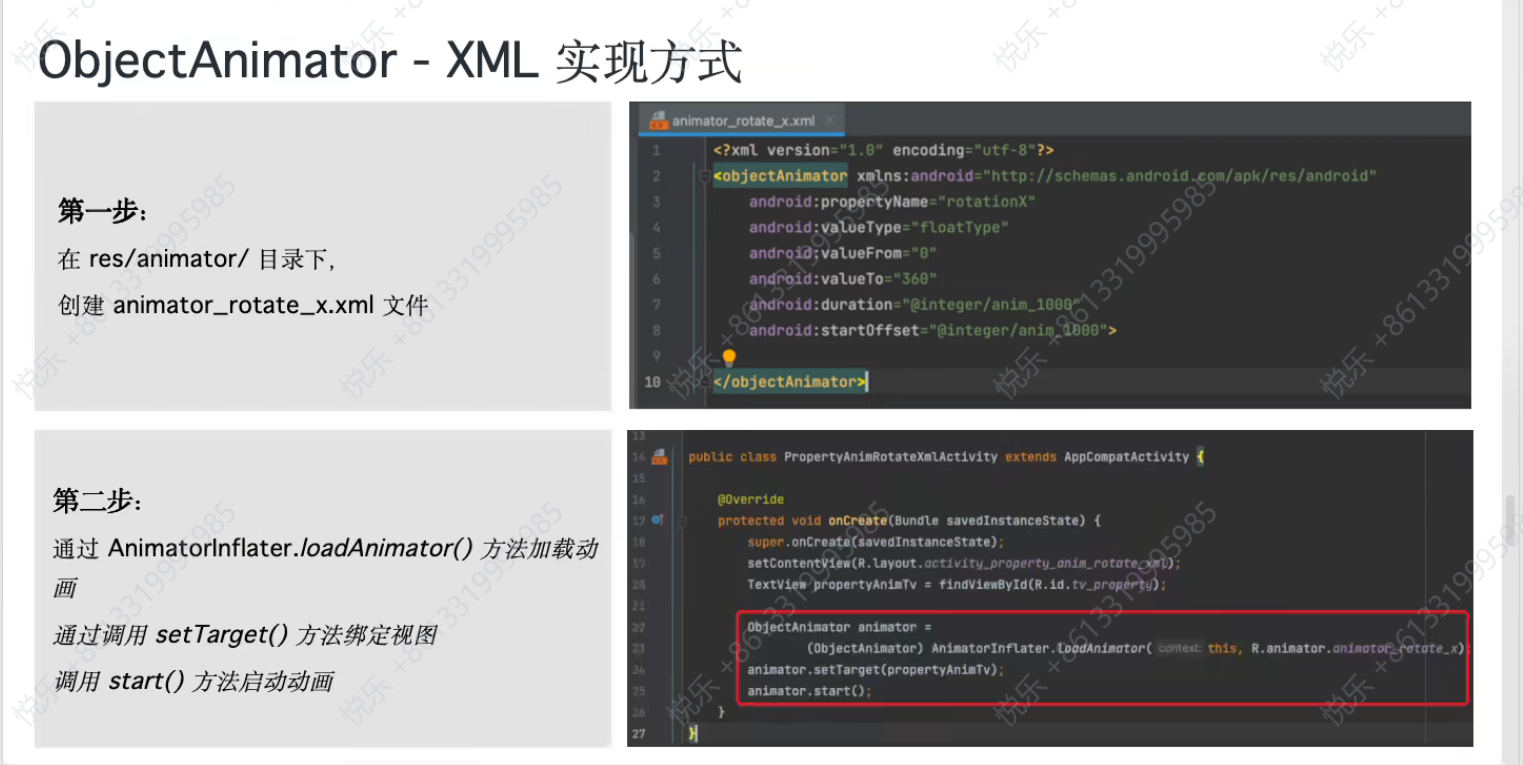 ObjectAnimator - XML 实现方式
第一步：
在 res/animator/ 目录下,
创建 animator_rotate_x.xml 文件
animator_rotate_x.xml
1 <?xml version="1.0" encoding="utf-8"?>
2 <objectAnimator xmlns:android="http://schemas.android.com/apk/res/android"
3 android:propertyName="rotationX"
4 android:valueType="floatType"
5 android:valueFrom="0"
6 android:valueTo="360"
7 android:duration="@integer/anim_1000"
8 android:startOffset="@integer/anim_1000">
9
10 </objectAnimator>
第二步：
通过 AnimatorInflater.loadAnimator() 方法加载动
画
通过调用 setTarget() 方法绑定视图
调用 start() 方法启动动画
13
14 public class PropertyAnimRotateXmlActivity extends AppCompatActivity {
15
16 @Override
17 protected void onCreate(Bundle savedInstanceState) {
18 super.onCreate(savedInstanceState);
19 setContentView(R.layout.activity_property_anim_rotate_xml);
20 TextView propertyAnimTv = findViewById(R.id.tv_property);
21
22 ObjectAnimator animator =
23 (ObjectAnimator) AnimatorInflater.loadAnimator( context: this, R.animator.animator_rotate_x);
24 animator.setTarget(propertyAnimTv);
25 animator.start();
26 }
27 }
悦乐 +8613319995985